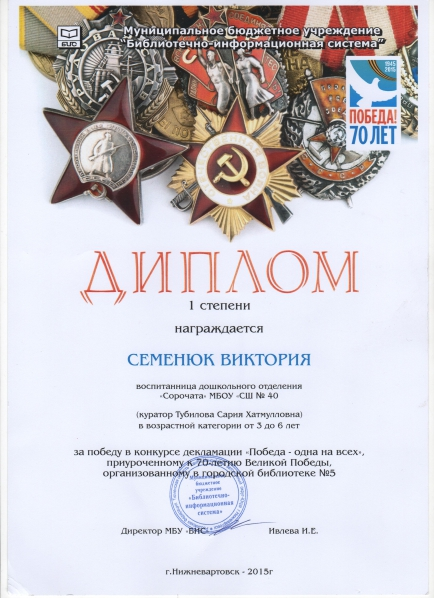 Муниципальное бюджетное учреждение
"Библиотечно-информационная система"
БИС
1945
2015
ПОБЕДА!
70 ЛЕТ
ДИПЛОМ
1 степени
награждается
СЕМЕНЮК ВИКТОРИЯ
воспитанница дошкольного отделения
«Сорочата» МБОУ «СШ № 40
(куратор Тубилова Сария Хатмулловна)
в возрастной категории от 3 до 6 лет
за победу в конкурсе декламации «Победа - одна на всех»,
приуроченному к 70-летию Великой Победы,
организованному в городской библиотеке №5
бюджетное
учреждение
«Библиотечно-
информационная
система»
Директор МБУ «БИС» Ивлева И.Е.
г.Нижневартовск - 2015г